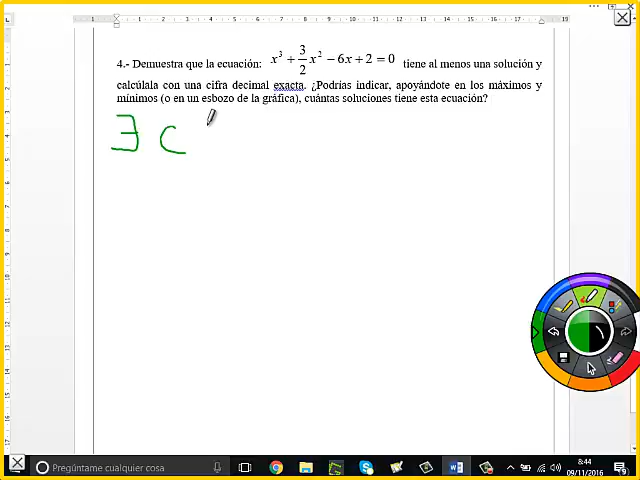 4.- Demuestra que la ecuación: x³ + 3/2 x² − 6x + 2 = 0 tiene al menos una solución y
calcúlala con una cifra decimal exacta. ¿Podrías indicar, apoyándote en los máximos y
mínimos (o en un esbozo de la gráfica), cuántas soluciones tiene esta ecuación?
∃ c
Pregúntame cualquier cosa
8:44
09/11/2016